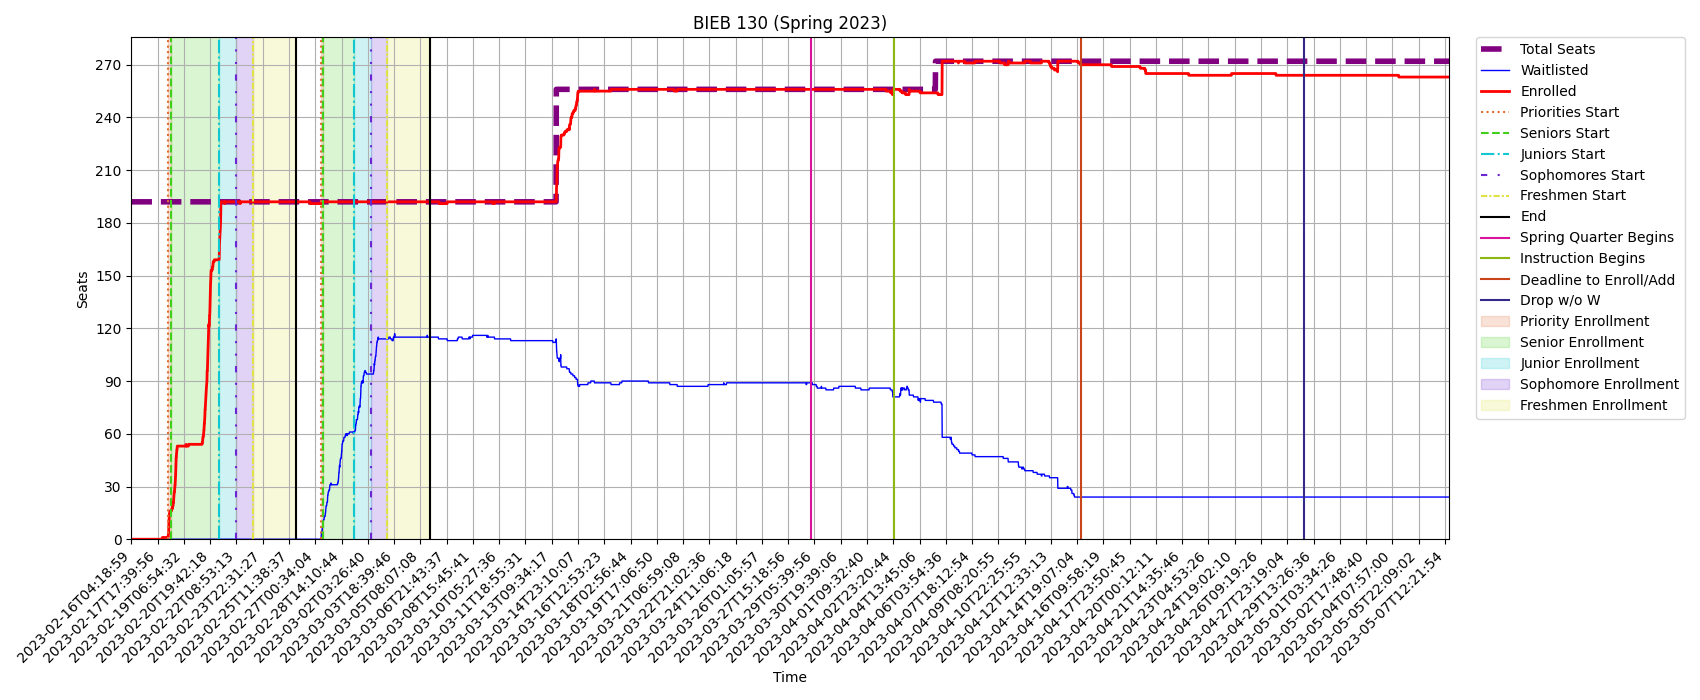 BIEB 130 (Spring 2023)
Seats
270
240
210
180
150
120
90
60
30
0
2023-02-16T04:18:59
2023-02-17T17:39:56
2023-02-19T06:54:32
2023-02-20T19:42:18
2023-02-22T08:53:13
2023-02-23T22:31:27
2023-02-25T11:38:37
2023-02-27T00:34:04
2023-02-28T14:10:44
2023-03-02T03:26:40
2023-03-03T18:39:46
2023-03-05T08:07:08
2023-03-06T21:43:37
2023-03-08T15:45:41
2023-03-10T05:27:36
2023-03-11T18:55:31
2023-03-13T09:34:17
2023-03-14T23:10:07
2023-03-16T12:53:23
2023-03-18T02:56:44
2023-03-19T17:06:50
2023-03-21T06:59:08
2023-03-22T21:02:36
2023-03-24T11:06:18
2023-03-26T01:05:57
2023-03-27T15:18:56
2023-03-29T05:39:56
2023-03-30T19:39:06
2023-04-01T09:32:40
2023-04-02T23:20:44
2023-04-04T13:45:06
2023-04-06T03:54:36
2023-04-07T18:12:54
2023-04-09T08:20:55
2023-04-10T22:25:55
2023-04-12T12:33:13
2023-04-14T19:07:04
2023-04-16T09:58:19
2023-04-17T23:50:45
2023-04-20T00:12:11
2023-04-21T14:35:46
2023-04-23T04:53:26
2023-04-24T19:02:10
2023-04-26T09:19:26
2023-04-27T23:19:04
2023-04-29T13:26:36
2023-05-01T03:34:26
2023-05-02T17:48:40
2023-05-04T07:57:00
2023-05-05T22:09:02
2023-05-07T12:21:54
Time
Total Seats
Waitlisted
Enrolled
Priorities Start
Seniors Start
Juniors Start
Sophomores Start
Freshmen Start
End
Spring Quarter Begins
Instruction Begins
Deadline to Enroll/Add
Drop w/o W
Priority Enrollment
Senior Enrollment
Junior Enrollment
Sophomore Enrollment
Freshmen Enrollment